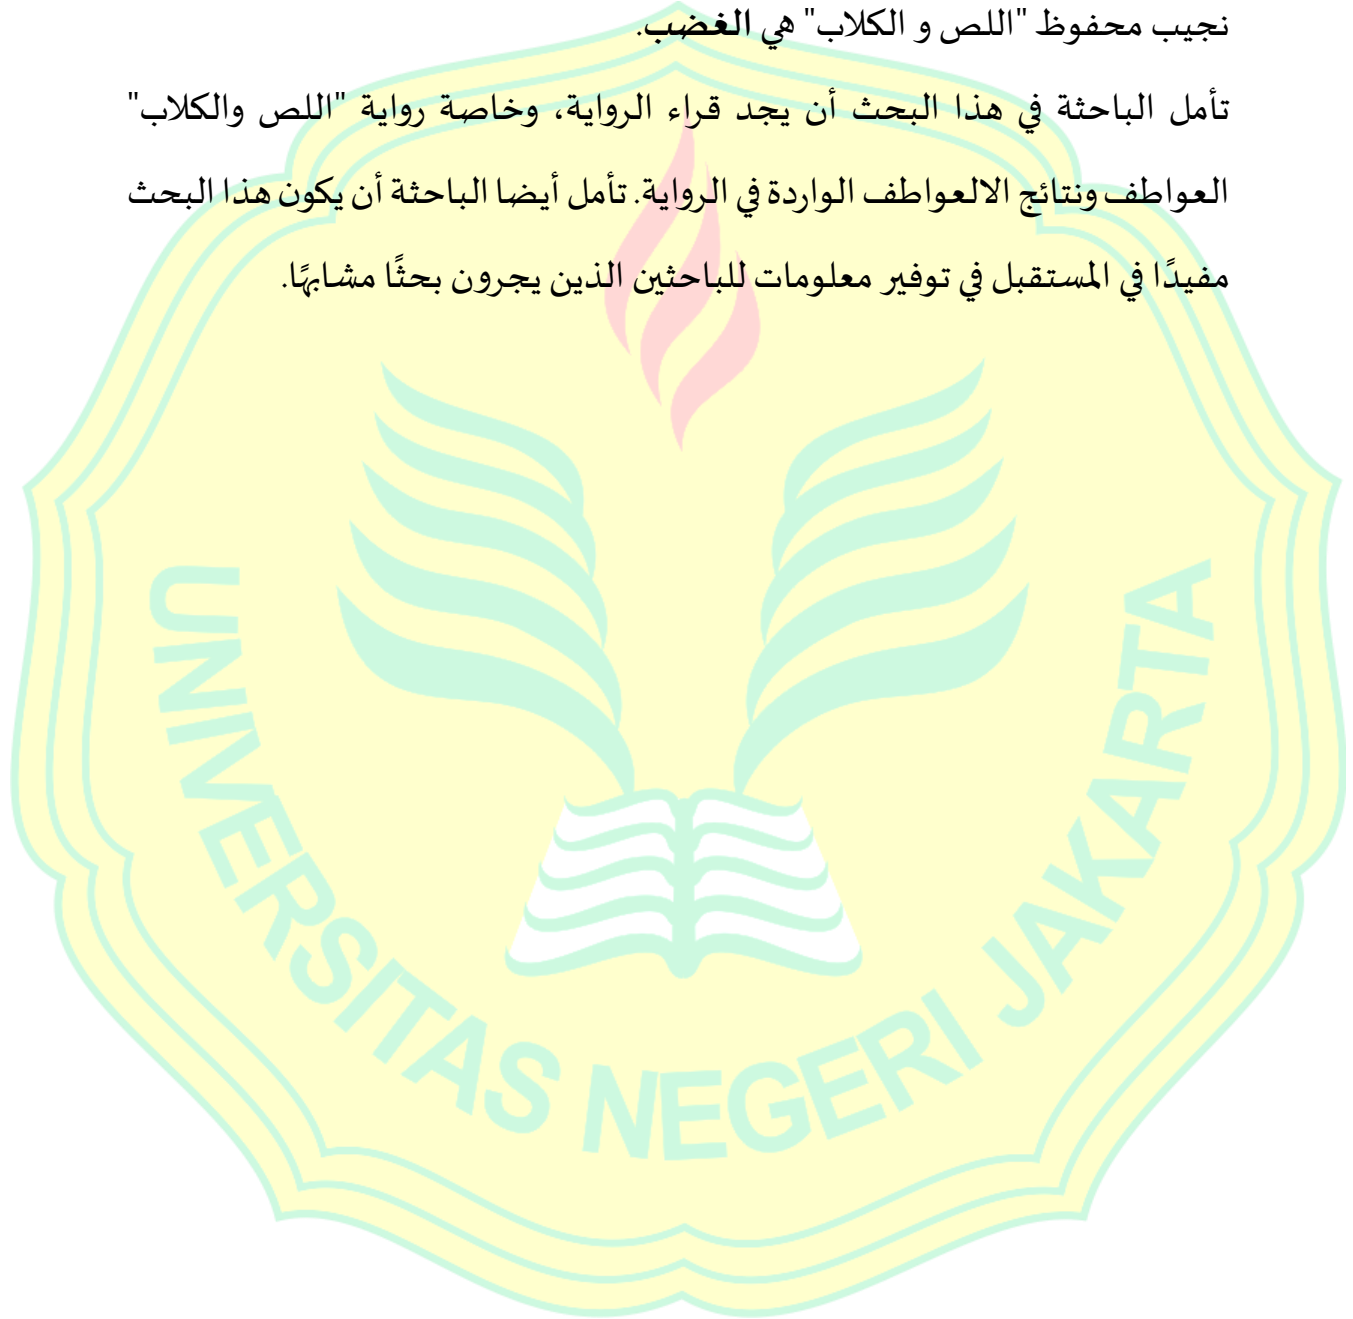 نجيب محفوظ "اللص و الكلاب" هي الغضب.
تأمل الباحثة في هذا البحث أن يجد قراء الرواية، وخاصة رواية "اللص والكلاب"
العواطف ونتائج الالعواطف الواردة في الرواية. تأمل أيضا الباحثة أن يكون هذا البحث
مفيدًا في المستقبل في توفير معلومات للباحثين الذين يجرون بحثًا مشابهًا.
UNIVERSITAS NEGERI JAKARTA